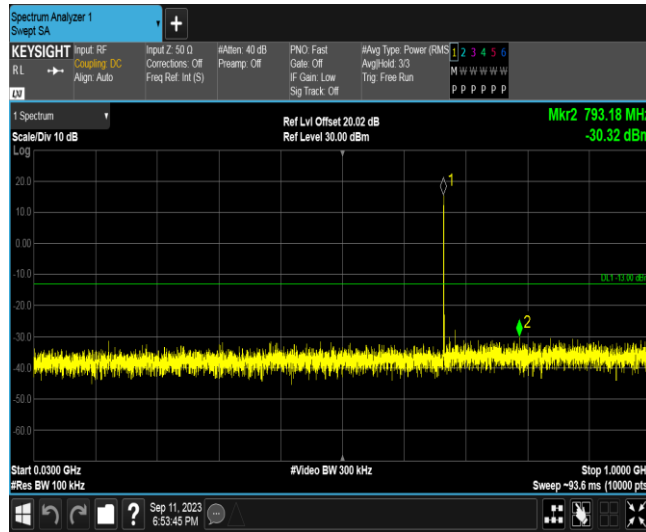 Spectrum Analyzer 1
Swept SA
+
KEYSIGHT Input: RF Input Z: 50 Ω #Atten: 40 dB PNO: Fast #Avg Type: Power (RMS 1 2 3 4 5 6
RL Coupling: DC Corrections: Off Preamp: Off Gate: Off Avg|Hold: 3/3 M W W W W W
Align: Auto Freq Ref: Int (S) IF Gain: Low Trig: Free Run
Sig Track: Off P P P P P P
LXI
1 Spectrum Ref Lvl Offset 20.02 dB Mkr2 793.18 MHz
Scale/Div 10 dB Ref Level 30.00 dBm -30.32 dBm
Log
1
20.0
10.0
0.00
-10.0
DL1 -13.00 dBm
-20.0
2
-30.0
-40.0
-50.0
-60.0
Start 0.0300 GHz #Video BW 300 kHz Stop 1.0000 GHz
#Res BW 100 kHz Sweep ~93.6 ms (10000 pts
? Sep 11, 2023
6:53:45 PM